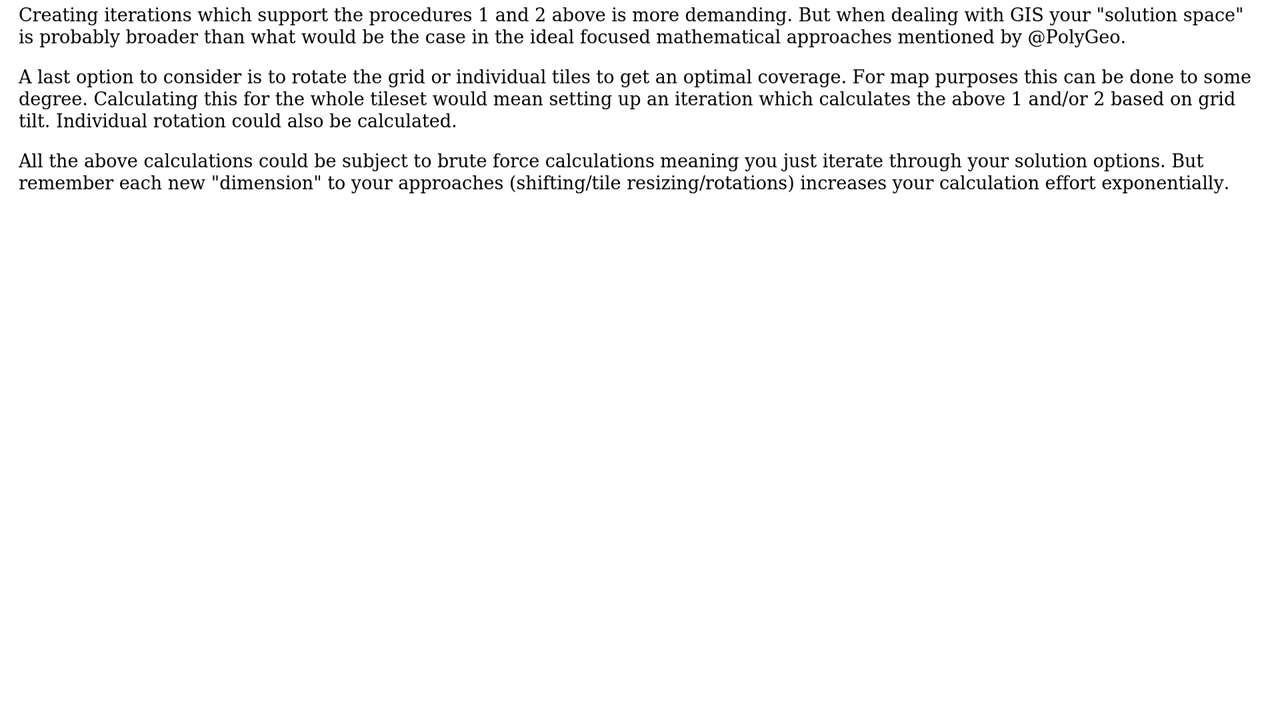 Creating iterations which support the procedures 1 and 2 above is more demanding. But when dealing with GIS your "solution space"
is probably broader than what would be the case in the ideal focused mathematical approaches mentioned by @PolyGeo.
A last option to consider is to rotate the grid or individual tiles to get an optimal coverage. For map purposes this can be done to some
degree. Calculating this for the whole tileset would mean setting up an iteration which calculates the above 1 and/or 2 based on grid
tilt. Individual rotation could also be calculated.
All the above calculations could be subject to brute force calculations meaning you just iterate through your solution options. But
remember each new "dimension" to your approaches (shifting/tile resizing/rotations) increases your calculation effort exponentially.